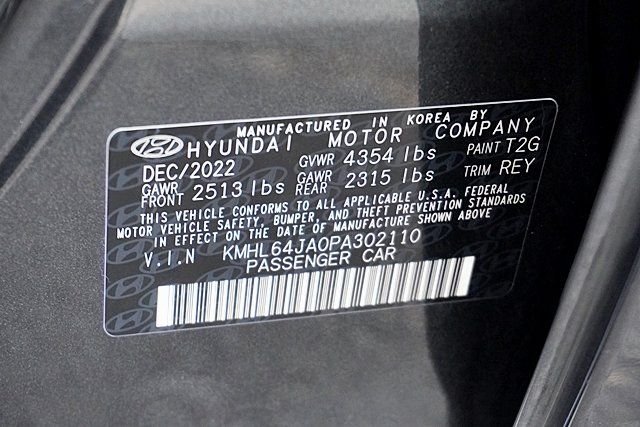 MANUFACTURED IN KOREA BY
HYUNDAI MOTOR COMPANY
DEC/2022 GVWR 4354 lbs PAINT T2G
GAWR FRONT 2513 lbs GAWR REAR 2315 lbs TRIM REY
THIS VEHICLE CONFORMS TO ALL APPLICABLE U.S.A. FEDERAL
MOTOR VEHICLE SAFETY, BUMPER, AND THEFT PREVENTION STANDARDS
IN EFFECT ON THE DATE OF MANUFACTURE SHOWN ABOVE
V.I.N KMHL64JA0PA302110
PASSENGER CAR